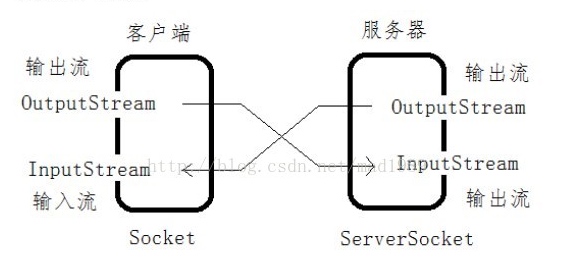 客户端
服务器
输出流
OutputStream
输出流
OutputStream
InputStream
输入流
InputStream
输出流
http://blog.csdn.net/
Socket
ServerSocket